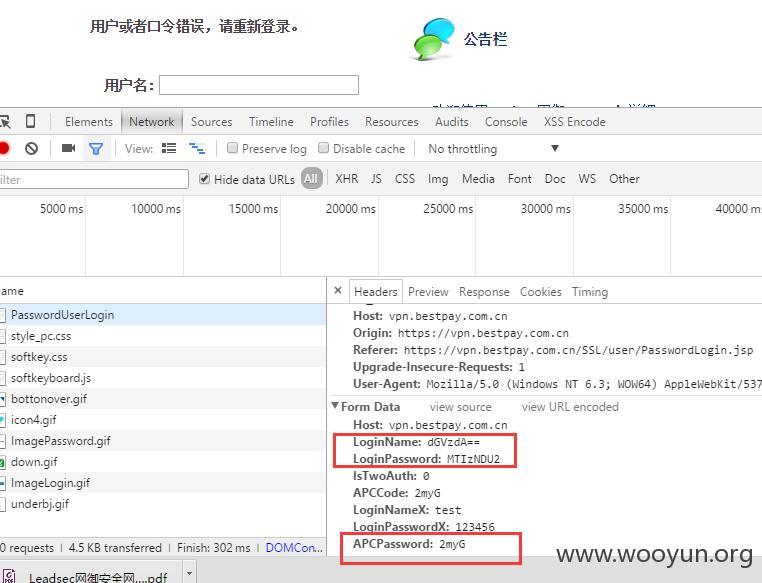 用户或者口令错误，请重新登录。
公告栏
用户名：
Elements Network Sources Timeline Profiles Resources Audits Console XSS Encode
View: Preserve log Disable cache No throttling ▼
ilter Hide data URLs All XHR JS CSS Img Media Font Doc WS Other
5000 ms 10000 ms 15000 ms 20000 ms 25000 ms 30000 ms 35000 ms 40000 m
ame
PasswordUserLogin
style_pc.css
softkey.css
softkeyboard.js
bottonover.gif
icon4.gif
ImagePassword.gif
down.gif
ImageLogin.gif
underbj.gif
0 requests | 4.5 KB transferred | Finish: 302 ms | DOMCon...
× Headers Preview Response Cookies Timing
Host: vpn.bestpay.com.cn
Origin: https://vpn.bestpay.com.cn
Referer: https://vpn.bestpay.com.cn/SSL/user/PasswordLogin.jsp
Upgrade-Insecure-Requests: 1
User-Agent: Mozilla/5.0 (Windows NT 6.3; WOW64) AppleWebKit/537
▼Form Data view source view URL encoded
Host: vpn.bestpay.com.cn
LoginName: dGVzdA==
LoginPassword: MTIzNDU2
IsTwoAuth: 0
APCCode: 2myG
LoginNameX: test
LoginPasswordX: 123456
APCPassword: 2myG
Leadsec网御安全网....pdf
www.wooyun.org